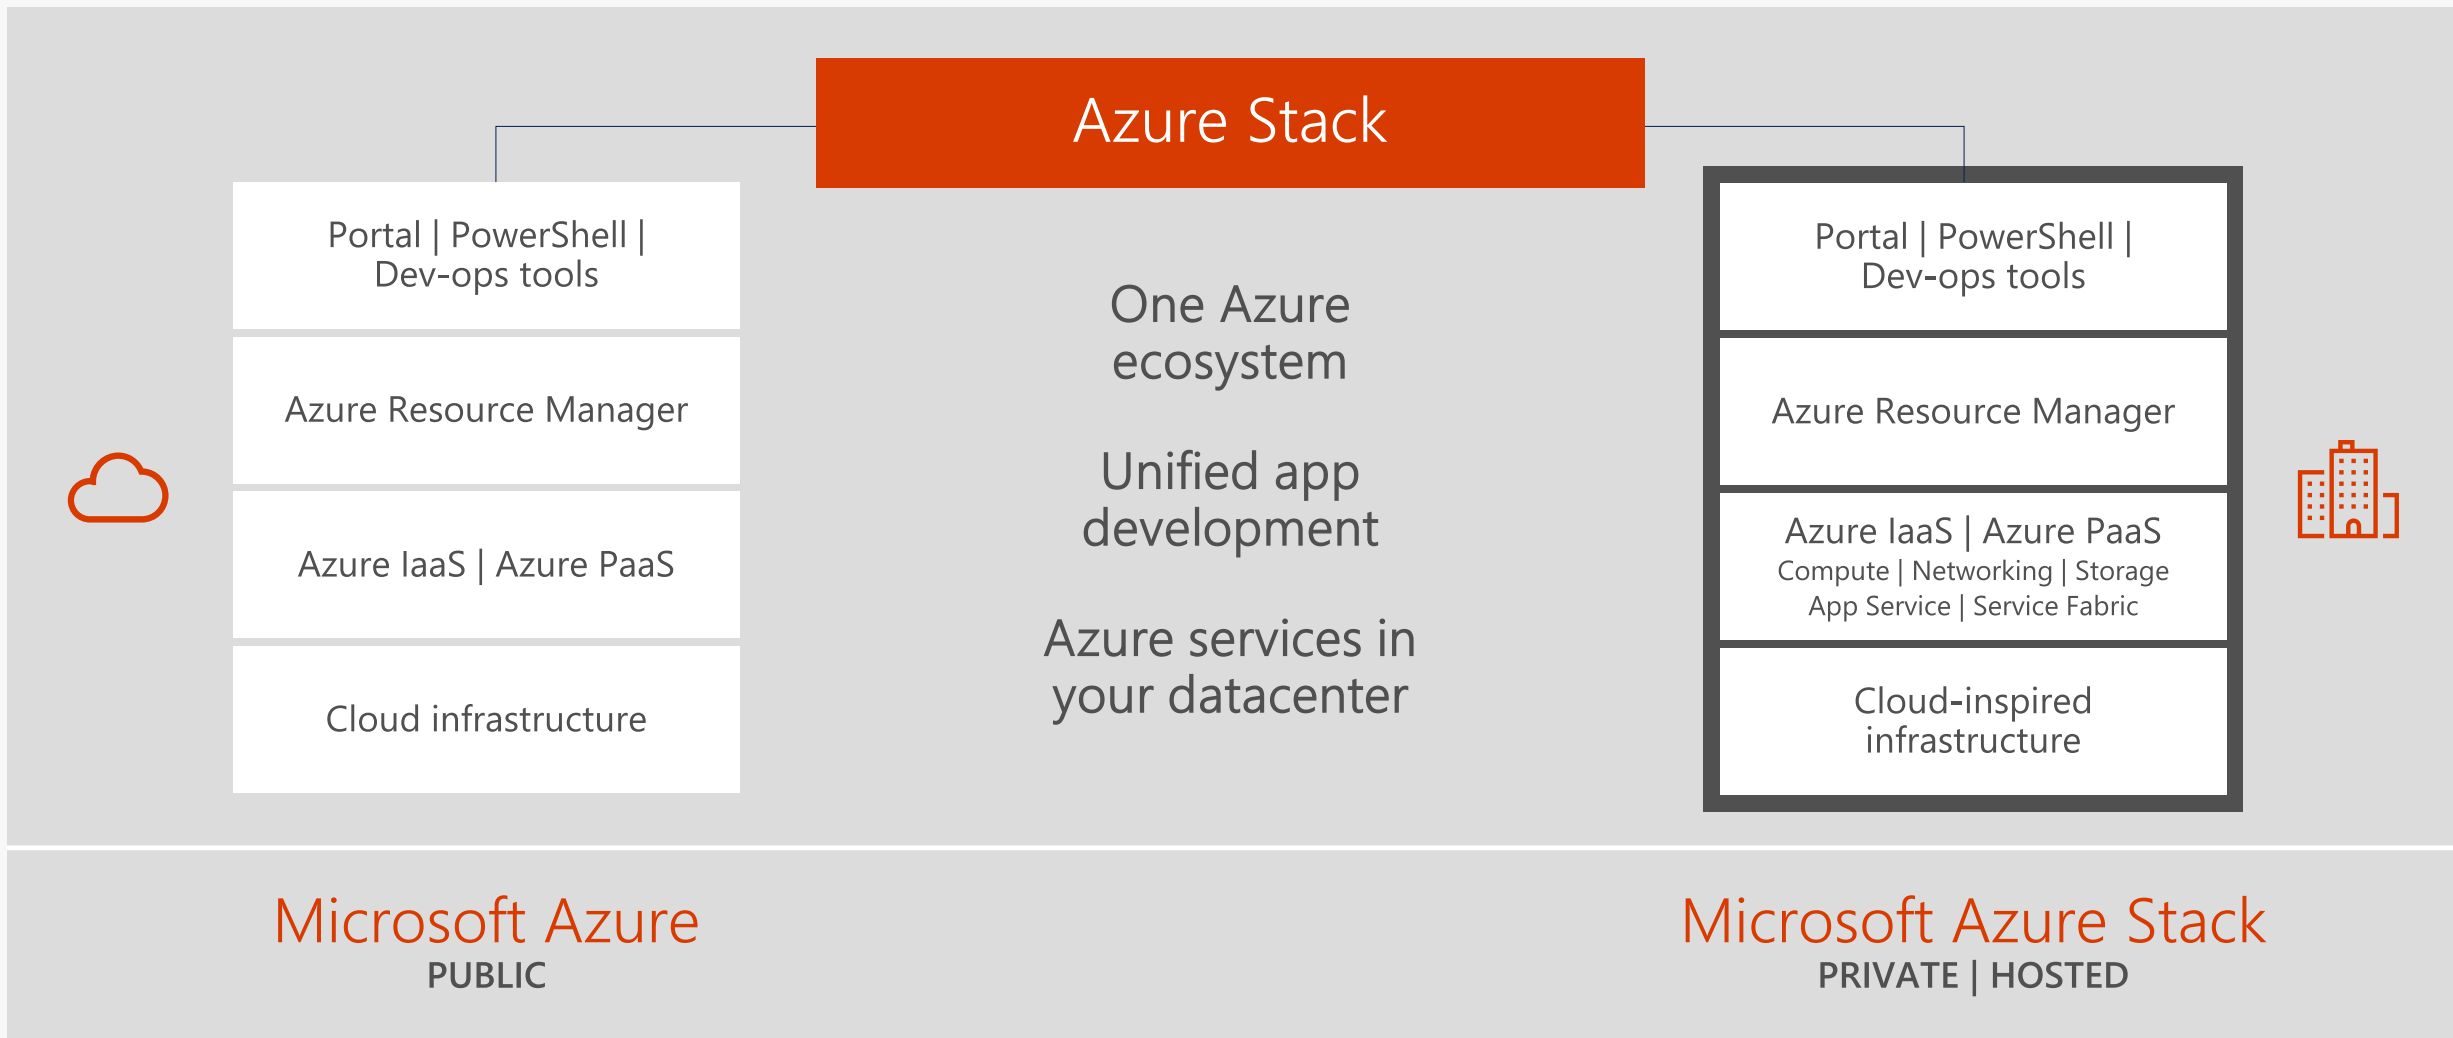 Azure Stack
Portal | PowerShell |
Dev-ops tools
Azure Resource Manager
Azure IaaS | Azure PaaS
Cloud infrastructure
One Azure
ecosystem
Unified app
development
Azure services in
your datacenter
Portal | PowerShell |
Dev-ops tools
Azure Resource Manager
Azure IaaS | Azure PaaS
Compute | Networking | Storage
App Service | Service Fabric
Cloud-inspired
infrastructure
Microsoft Azure
PUBLIC
Microsoft Azure Stack
PRIVATE | HOSTED